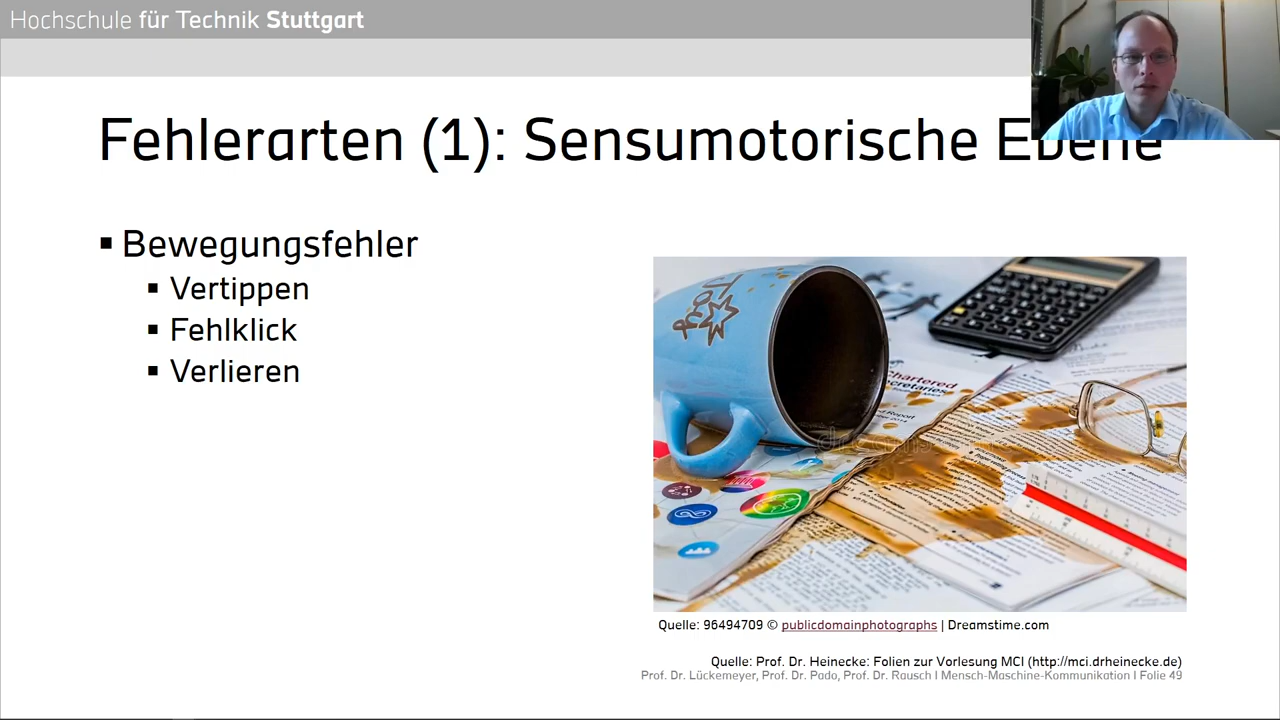 Hochschule für Technik Stuttgart
Fehlerarten (1): Sensumotorische Ebene
▪ Bewegungsfehler
▪ Vertippen
▪ Fehlklick
▪ Verlieren
Chartered
Secretaries
Quelle: 96494709 © publicdomainphotographs | Dreamstime.com
Quelle: Prof. Dr. Heinecke: Folien zur Vorlesung MCI (http://mci.drheinecke.de)
Prof. Dr. Lückemeyer, Prof. Dr. Pado, Prof. Dr. Rausch I Mensch-Maschine-Kommunikation I Folie 49